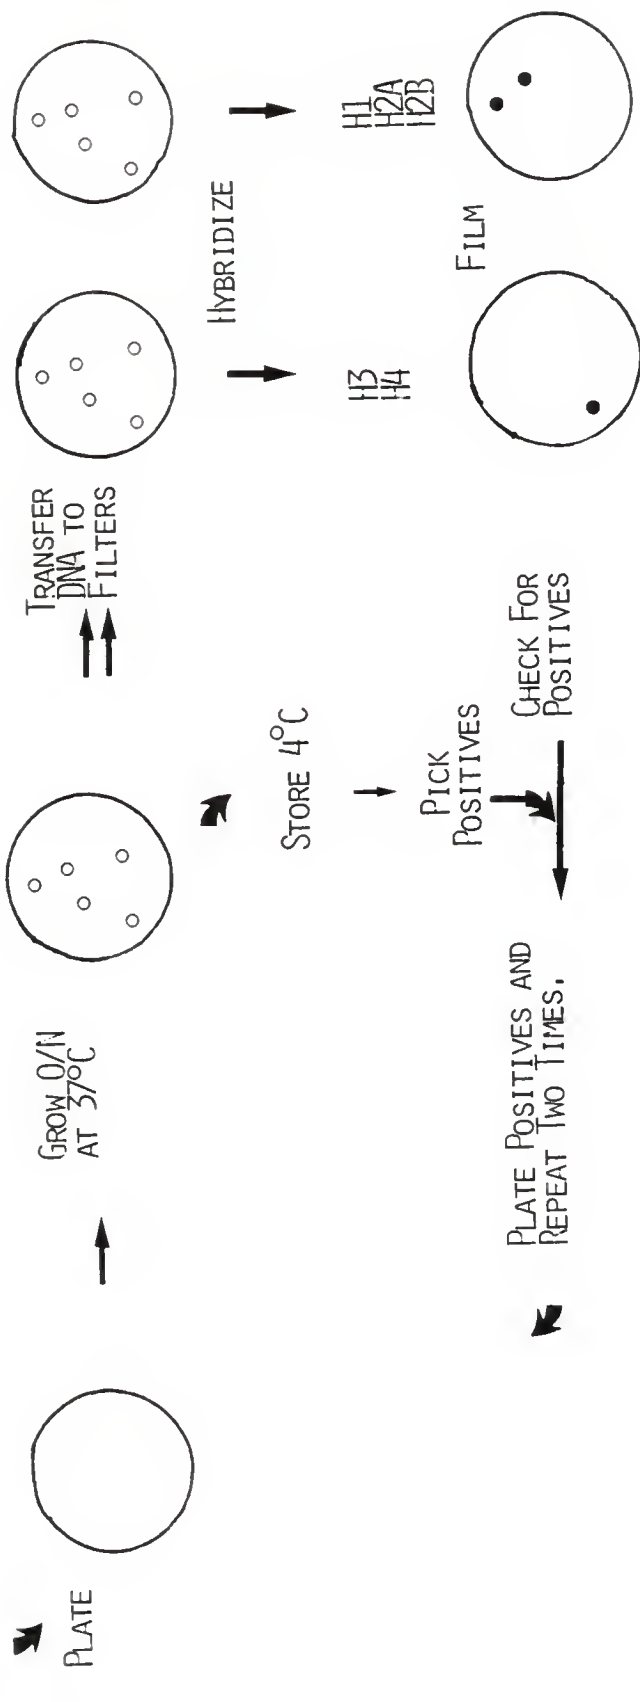 PLATE
GROW O/N
AT 37°C
TRANSFER
DNA TO
FILTERS
HYBRIDIZE
STORE 4°C
H3
H4
H1
H2A
H2B
PICK
POSITIVES
FILM
CHECK FOR
POSITIVES
PLATE POSITIVES AND
REPEAT TWO TIMES.